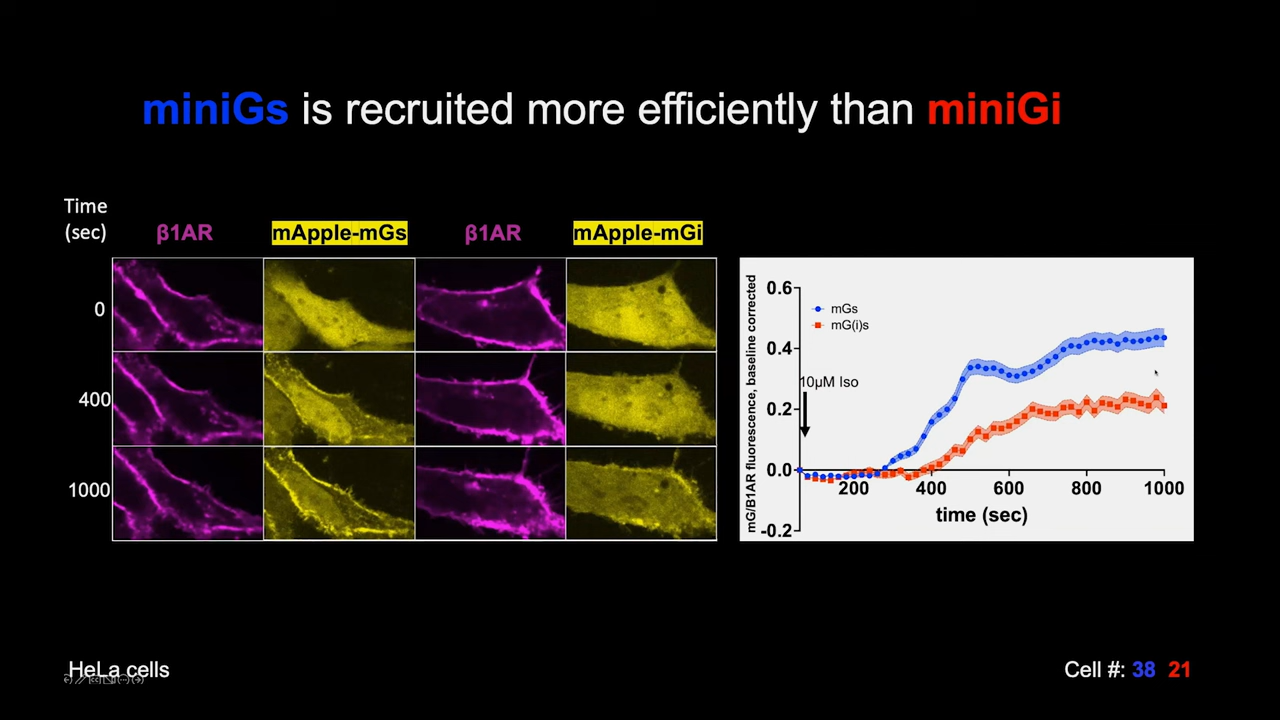 miniGs is recruited more efficiently than miniGi
Time
(sec)
β1AR
mApple-mGs
β1AR
mApple-mGi
0
400
1000
mG/B1AR fluorescence, baseline corrected
0.6
0.4
0.2
0.0
-0.2
mGs
mG(i)s
10µM Iso
200
400
600
800
1000
time (sec)
HeLa cells
Cell #: 38 21